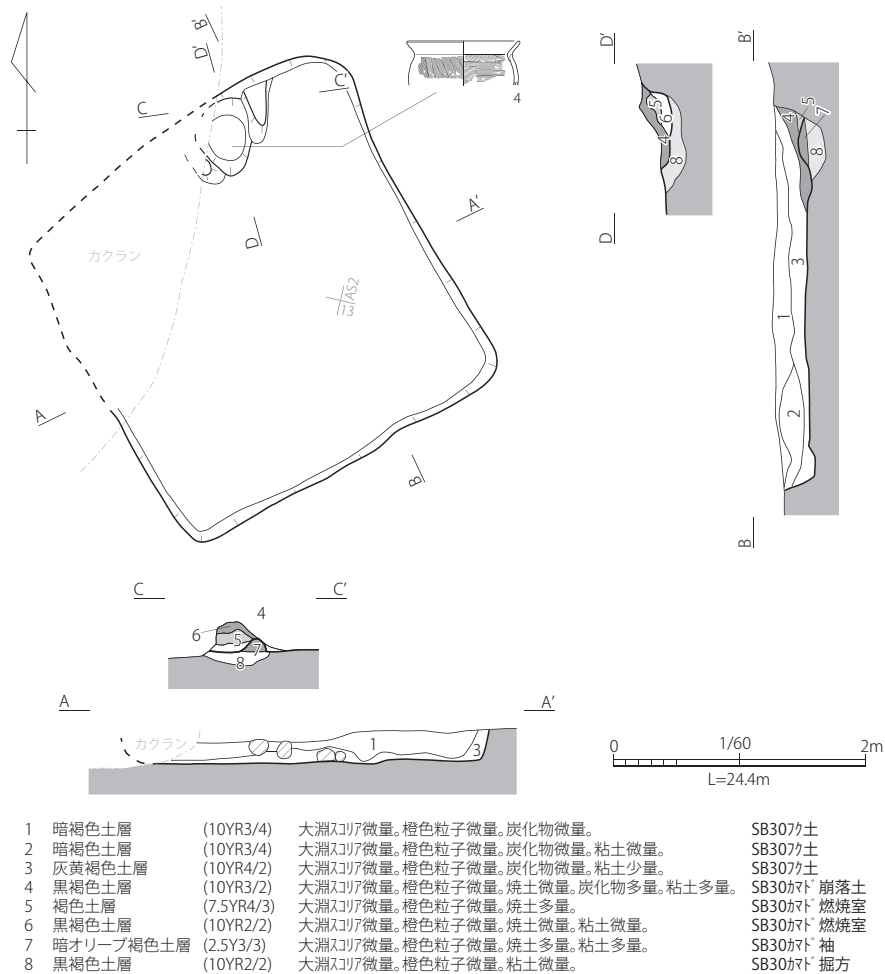 B'
D'
C
C'
4
A'
カクラン
D
AS2
13
A
B
D'
5
6
4
8
D
B'
5
4
7
8
3
1
2
B
C
C'
4
6
5
7
8
A
A'
カクラン
1
3
0 1/60 2m
L=24.4m
1 暗褐色土層 (10YR3/4) 大淵ｽｺﾘｱ微量。橙色粒子微量。炭化物微量。 SB30ﾌｸ土
2 暗褐色土層 (10YR3/4) 大淵ｽｺﾘｱ微量。橙色粒子微量。炭化物微量。粘土微量。 SB30ﾌｸ土
3 灰黄褐色土層 (10YR4/2) 大淵ｽｺﾘｱ微量。橙色粒子微量。炭化物微量。粘土少量。 SB30ﾌｸ土
4 黒褐色土層 (10YR3/2) 大淵ｽｺﾘｱ微量。橙色粒子微量。焼土微量。炭化物多量。粘土多量。 SB30ｶﾏﾄﾞ崩落土
5 褐色土層 (7.5YR4/3) 大淵ｽｺﾘｱ微量。橙色粒子微量。焼土多量。 SB30ｶﾏﾄﾞ燃焼室
6 黒褐色土層 (10YR2/2) 大淵ｽｺﾘｱ微量。橙色粒子微量。焼土微量。粘土微量。 SB30ｶﾏﾄﾞ燃焼室
7 暗オリーブ褐色土層 (2.5Y3/3) 大淵ｽｺﾘｱ微量。橙色粒子微量。焼土多量。粘土多量。 SB30ｶﾏﾄﾞ袖
8 黒褐色土層 (10YR2/2) 大淵ｽｺﾘｱ微量。橙色粒子微量。粘土微量。 SB30ｶﾏﾄﾞ掘方